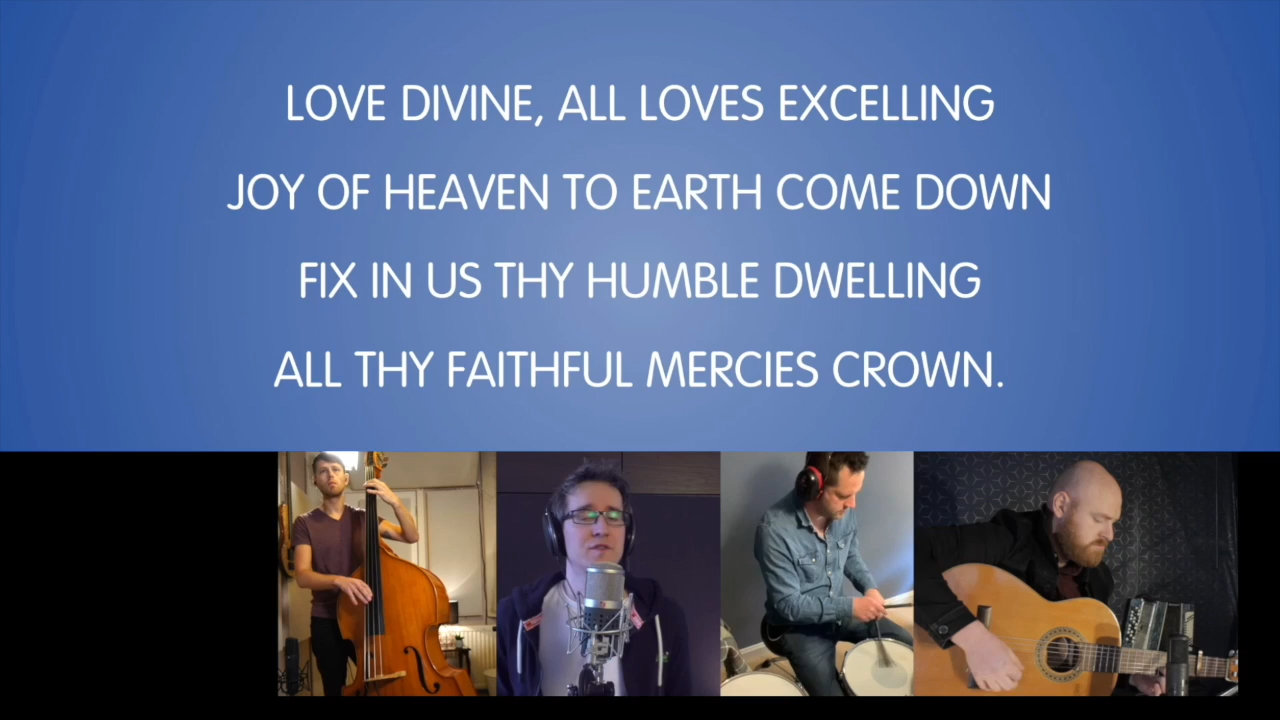 LOVE DIVINE, ALL LOVES EXCELLING
JOY OF HEAVEN TO EARTH COME DOWN
FIX IN US THY HUMBLE DWELLING
ALL THY FAITHFUL MERCIES CROWN.